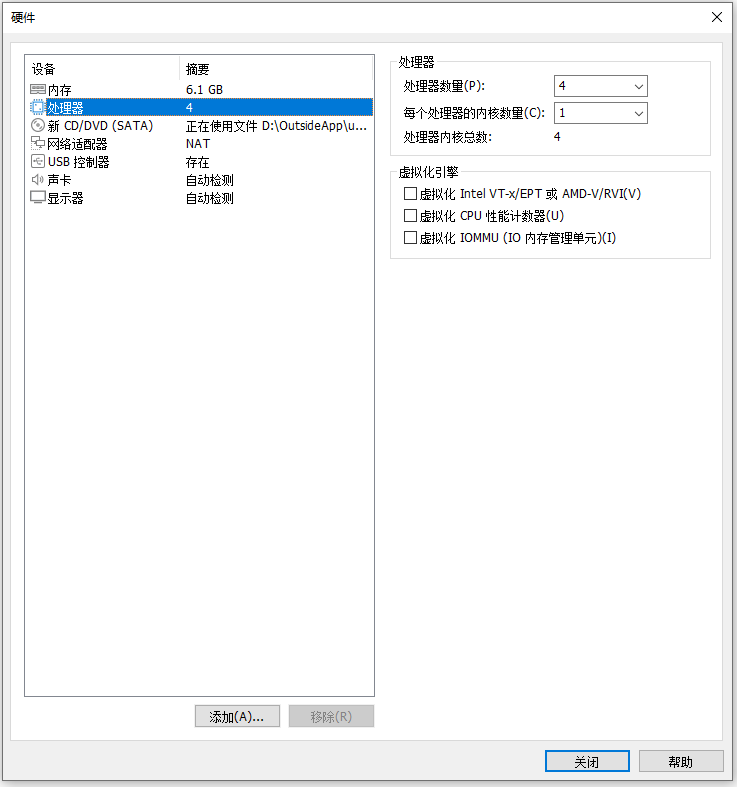 硬件
设备 摘要
内存 6.1 GB
处理器 4
新 CD/DVD (SATA) 正在使用文件 D:\OutsideApp\u...
网络适配器 NAT
USB 控制器 存在
声卡 自动检测
显示器 自动检测
添加(A)... 移除(R)
处理器
处理器数量(P): 4
每个处理器的内核数量(C): 1
处理器内核总数: 4
虚拟化引擎
虚拟化 Intel VT-x/EPT 或 AMD-V/RVI(V)
虚拟化 CPU 性能计数器(U)
虚拟化 IOMMU (IO 内存管理单元)(I)
关闭 帮助